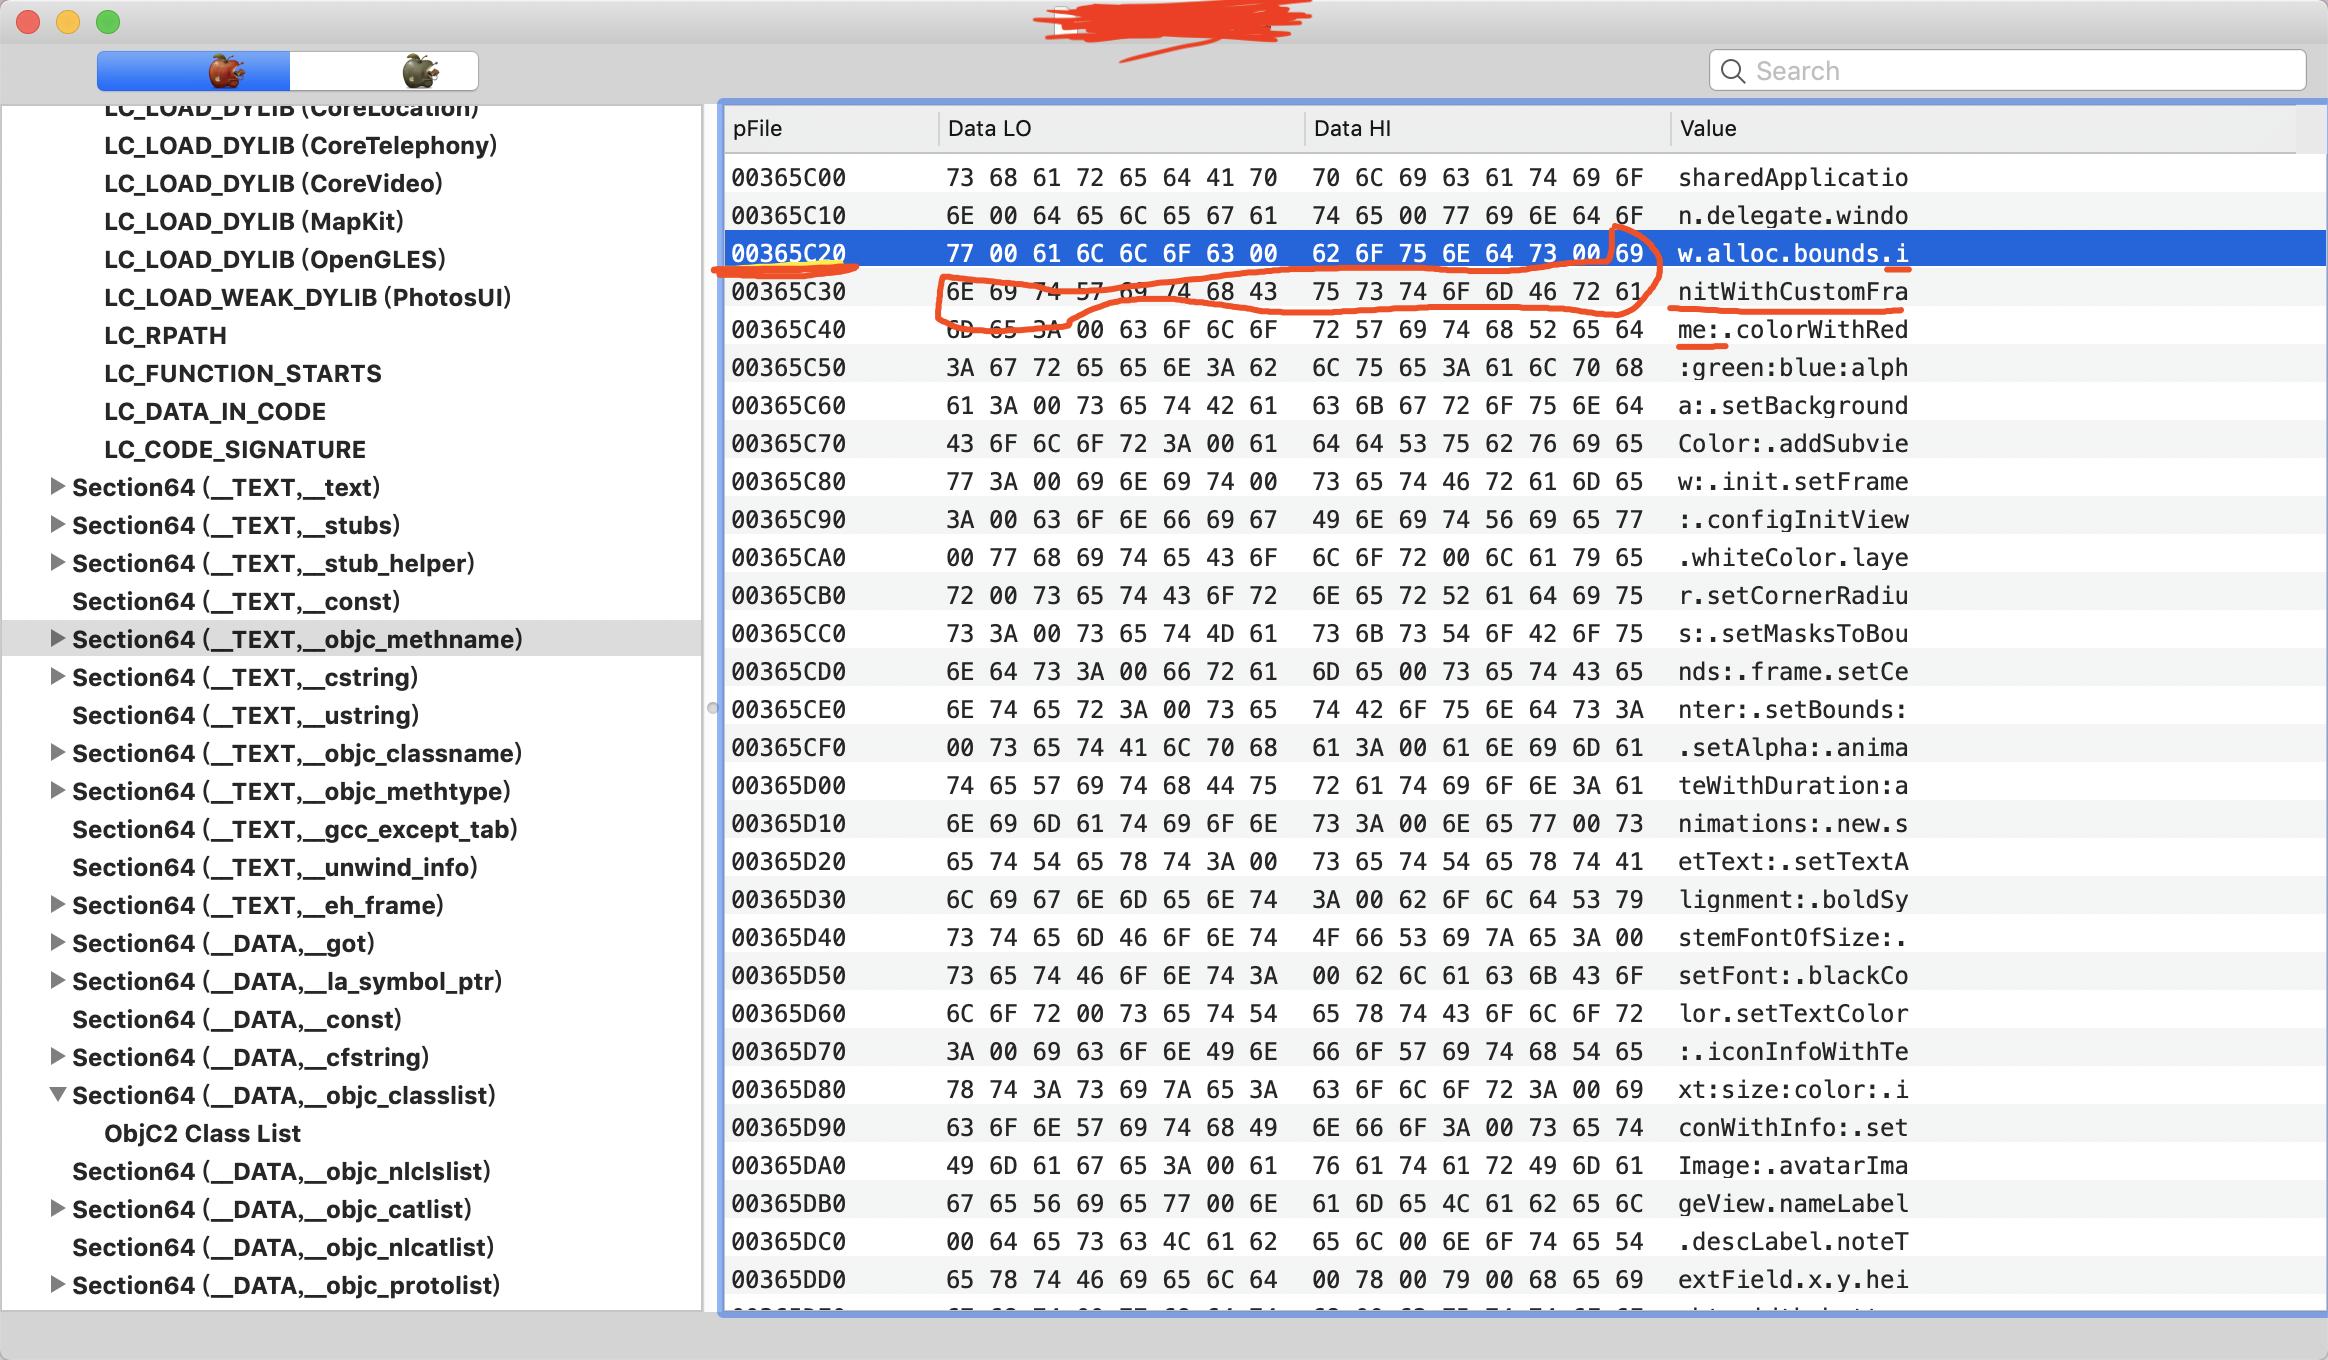 Search
LC_LOAD_DYLIB (CoreLocation)
LC_LOAD_DYLIB (CoreTelephony)
LC_LOAD_DYLIB (CoreVideo)
LC_LOAD_DYLIB (MapKit)
LC_LOAD_DYLIB (OpenGLES)
LC_LOAD_WEAK_DYLIB (PhotosUI)
LC_RPATH
LC_FUNCTION_STARTS
LC_DATA_IN_CODE
LC_CODE_SIGNATURE
Section64 (__TEXT,__text)
Section64 (__TEXT,__stubs)
Section64 (__TEXT,__stub_helper)
Section64 (__TEXT,__const)
Section64 (__TEXT,__objc_methname)
Section64 (__TEXT,__cstring)
Section64 (__TEXT,__ustring)
Section64 (__TEXT,__objc_classname)
Section64 (__TEXT,__objc_methtype)
Section64 (__TEXT,__gcc_except_tab)
Section64 (__TEXT,__unwind_info)
Section64 (__TEXT,__eh_frame)
Section64 (__DATA,__got)
Section64 (__DATA,__la_symbol_ptr)
Section64 (__DATA,__const)
Section64 (__DATA,__cfstring)
Section64 (__DATA,__objc_classlist)
ObjC2 Class List
Section64 (__DATA,__objc_nlclslist)
Section64 (__DATA,__objc_catlist)
Section64 (__DATA,__objc_nlcatlist)
Section64 (__DATA,__objc_protolist)
pFile Data LO Data HI Value
00365C00 73 68 61 72 65 64 41 70 70 6C 69 63 61 74 69 6F sharedApplicatio
00365C10 6E 00 64 65 6C 65 67 61 74 65 00 77 69 6E 64 6F n.delegate.windo
00365C20 77 00 61 6C 6C 6F 63 00 62 6F 75 6E 64 73 00 69 w.alloc.bounds.i
00365C30 6E 69 74 57 69 74 68 43 75 73 74 6F 6D 46 72 61 nitWithCustomFra
00365C40 6D 65 3A 00 63 6F 6C 6F 72 57 69 74 68 52 65 64 me:.colorWithRed
00365C50 3A 67 72 65 65 6E 3A 62 6C 75 65 3A 61 6C 70 68 :green:blue:alph
00365C60 61 3A 00 73 65 74 42 61 63 6B 67 72 6F 75 6E 64 a:.setBackground
00365C70 43 6F 6C 6F 72 3A 00 61 64 64 53 75 62 76 69 65 Color:.addSubvie
00365C80 77 3A 00 69 6E 69 74 00 73 65 74 46 72 61 6D 65 w:.init.setFrame
00365C90 3A 00 63 6F 6E 66 69 67 49 6E 69 74 56 69 65 77 :.configInitView
00365CA0 00 77 68 69 74 65 43 6F 6C 6F 72 00 6C 61 79 65 .whiteColor.laye
00365CB0 72 00 73 65 74 43 6F 72 6E 65 72 52 61 64 69 75 r.setCornerRadiu
00365CC0 73 3A 00 73 65 74 4D 61 73 6B 73 54 6F 42 6F 75 s:.setMasksToBou
00365CD0 6E 64 73 3A 00 66 72 61 6D 65 00 73 65 74 43 65 nds:.frame.setCe
00365CE0 6E 74 65 72 3A 00 73 65 74 42 6F 75 6E 64 73 3A nter:.setBounds:
00365CF0 00 73 65 74 41 6C 70 68 61 3A 00 61 6E 69 6D 61 .setAlpha:.anima
00365D00 74 65 57 69 74 68 44 75 72 61 74 69 6F 6E 3A 61 teWithDuration:a
00365D10 6E 69 6D 61 74 69 6F 6E 73 3A 00 6E 65 77 00 73 nimations:.new.s
00365D20 65 74 54 65 78 74 3A 00 73 65 74 54 65 78 74 41 etText:.setTextA
00365D30 6C 69 67 6E 6D 65 6E 74 3A 00 62 6F 6C 64 53 79 lignment:.boldSy
00365D40 73 74 65 6D 46 6F 6E 74 4F 66 53 69 7A 65 3A 00 stemFontOfSize:.
00365D50 73 65 74 46 6F 6E 74 3A 00 62 6C 61 63 6B 43 6F setFont:.blackCo
00365D60 6C 6F 72 00 73 65 74 54 65 78 74 43 6F 6C 6F 72 lor.setTextColor
00365D70 3A 00 69 63 6F 6E 49 6E 66 6F 57 69 74 68 54 65 :.iconInfoWithTe
00365D80 78 74 3A 73 69 7A 65 3A 63 6F 6C 6F 72 3A 00 69 xt:size:color:.i
00365D90 63 6F 6E 57 69 74 68 49 6E 66 6F 3A 00 73 65 74 conWithInfo:.set
00365DA0 49 6D 61 67 65 3A 00 61 76 61 74 61 72 49 6D 61 Image:.avatarIma
00365DB0 67 65 56 69 65 77 00 6E 61 6D 65 4C 61 62 65 6C geView.nameLabel
00365DC0 00 64 65 73 63 4C 61 62 65 6C 00 6E 6F 74 65 54 .descLabel.noteT
00365DD0 65 78 74 46 69 65 6C 64 00 78 00 79 00 68 65 69 extField.x.y.hei